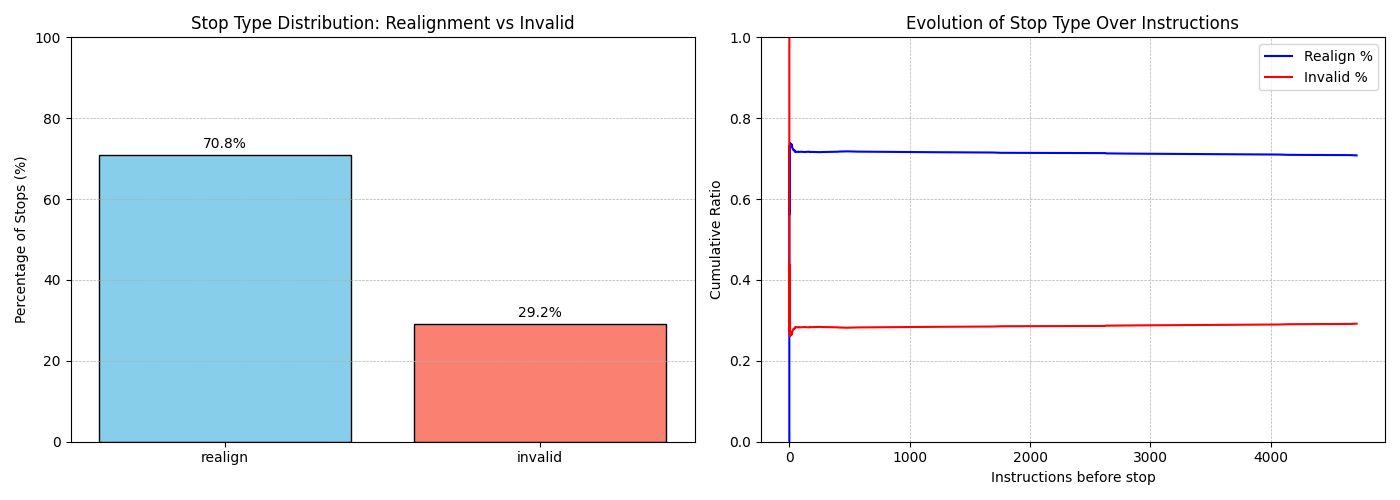 Stop Type Distribution: Realignment vs Invalid
Percentage of Stops (%)
100
80
60
40
20
0
70.8%
29.2%
realign
invalid
Evolution of Stop Type Over Instructions
Cumulative Ratio
1.0
0.8
0.6
0.4
0.2
0.0
Realign %
Invalid %
0
1000
2000
3000
4000
Instructions before stop